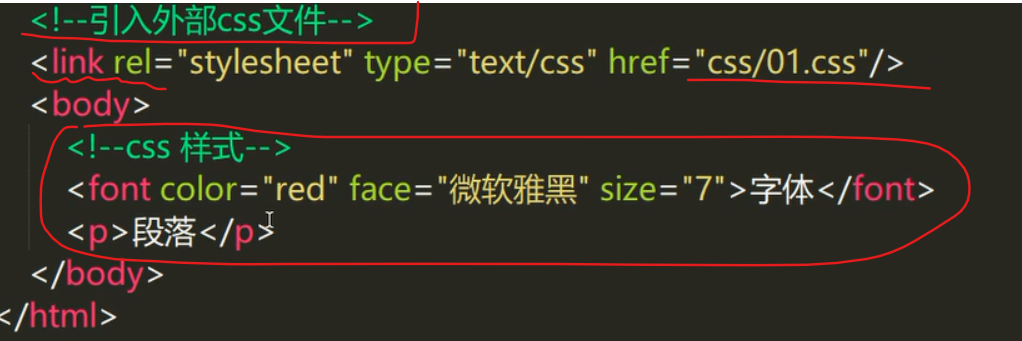 <!--引入外部css文件-->
<link rel="stylesheet" type="text/css" href="css/01.css"/>
<body>
<!--css 样式-->
<font color="red" face="微软雅黑" size="7">字体</font>
<p>段落</p>
</body>
</html>